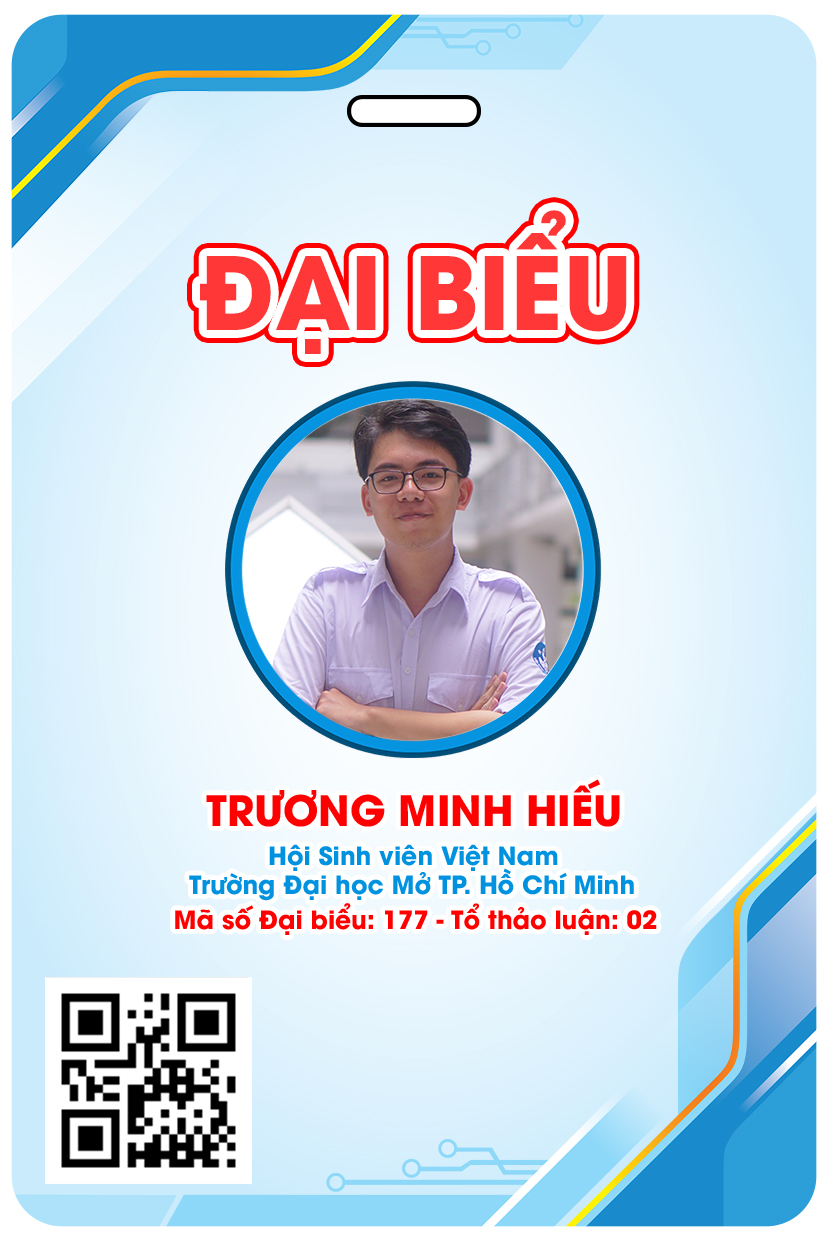 ĐẠI BIỂU
TRƯƠNG MINH HIẾU
Hội Sinh viên Việt Nam
Trường Đại học Mở TP. Hồ Chí Minh
Mã số Đại biểu: 177 - Tổ thảo luận: 02